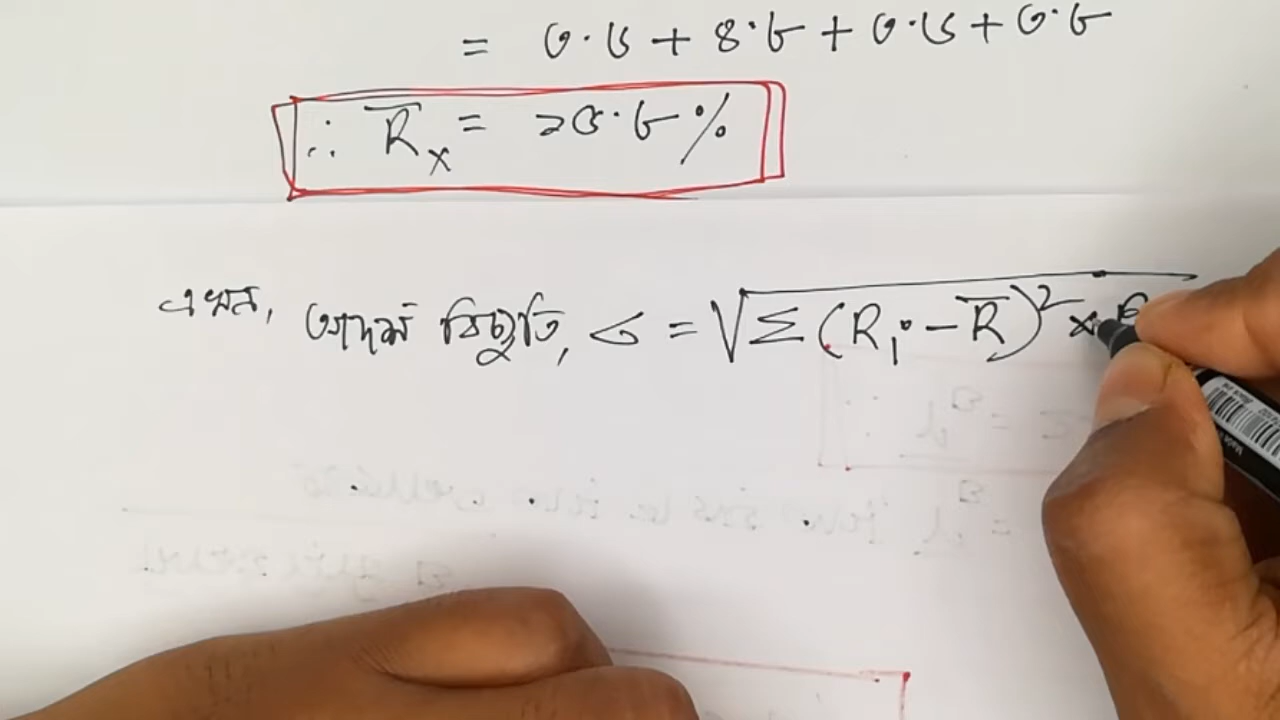 = ৩·৬ + ৪·৮ + ৩·৬ + ৩·৮
∴ R̅ₓ = ১৫·৮%
এখন, আদর্শ বিচ্যুতি, σ = √Σ(Rᵢ - R̅)² × P